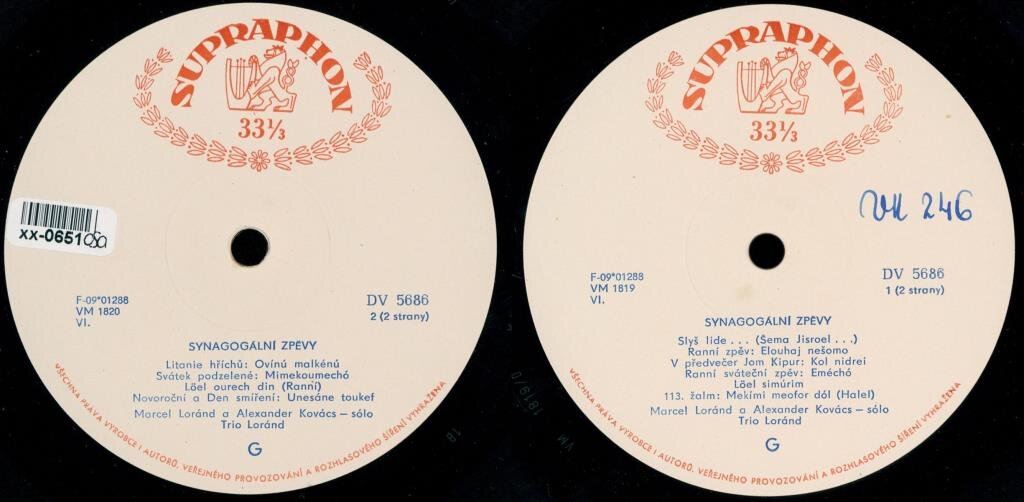 SUPRAPHON
33⅓
xx-0651
F-09*01288
VM 1820
VI.
DV 5686
2 (2 strany)
SYNAGOGÁLNÍ ZPĚVY
Litanie hříchů: Ovínú malkénú
Svátek podzelené: Mimekoumechó
Löel ourech din (Ranní)
Novoroční a Den smíření: Unesáne toukef
Marcel Loránd a Alexander Kovács – sólo
Trio Loránd
G
VŠECHNA PRÁVA VÝROBCE I AUTORŮ, VEŘEJNÉHO PROVOZOVÁNÍ A ROZHLASOVÉHO ŠÍŘENÍ VYHRAŽENA
SUPRAPHON
33⅓
VM 246
F-09*01288
VM 1819
VI.
DV 5686
1 (2 strany)
SYNAGOGÁLNÍ ZPĚVY
Slyš lide . . . (Šema Jisroel . . .)
Ranní zpěv: Elouhaj nešomo
V předvečer Jom Kipur: Kol nidrei
Ranní sváteční zpěv: Eméchó
Löel simúrim
113. žalm: Mekími meofor dól (Halel)
Marcel Loránd a Alexander Kovács – sólo
Trio Loránd
G
VŠECHNA PRÁVA VÝROBCE I AUTORŮ, VEŘEJNÉHO PROVOZOVÁNÍ A ROZHLASOVÉHO ŠÍŘENÍ VYHRAŽENA